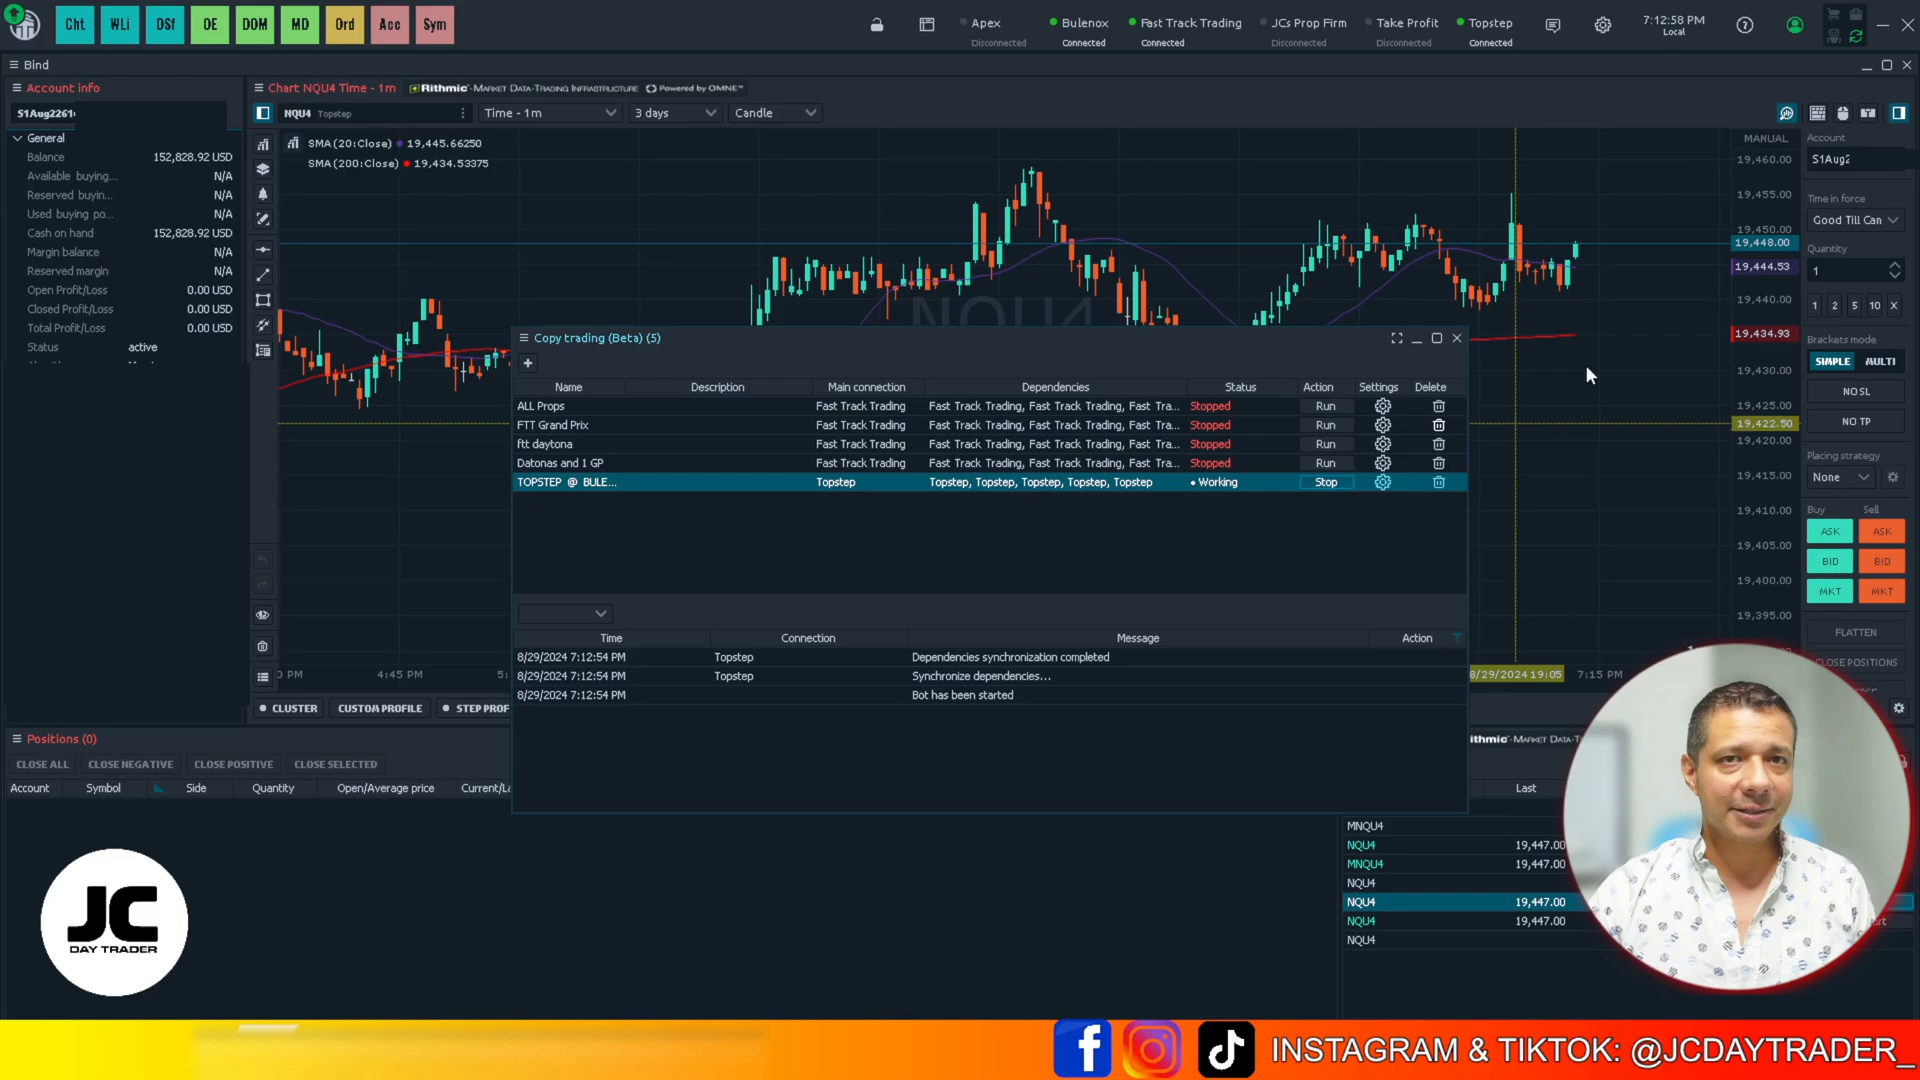 Cht WLi DSf OE DOM MD Ord Acc Sym
Apex Disconnected
Bulenox Connected
Fast Track Trading Connected
JCs Prop Firm Disconnected
Take Profit Disconnected
Topstep Connected
7:12:58 PM
Local
Bind
Account info
Chart NQU4 Time - 1m
Rithmic - MARKET DATA-TRADING INFRASTRUCTURE Powered by OMNE™
S1Aug2261
NQU4 Topstep
Time - 1m
3 days
Candle
General
Balance 152,828.92 USD
Available buying... N/A
Reserved buyin... N/A
Used buying po... N/A
Cash on hand 152,828.92 USD
Margin balance N/A
Reserved margin N/A
Open Profit/Loss 0.00 USD
Closed Profit/Loss 0.00 USD
Total Profit/Loss 0.00 USD
Status active
SMA (20:Close) 19,445.66250
SMA (200:Close) 19,434.53375
NQU4
MANUAL
19,460.00
19,455.00
19,450.00
19,448.00
19,444.53
19,440.00
19,434.93
19,430.00
19,425.00
19,422.50
19,420.00
19,415.00
19,410.00
19,405.00
19,400.00
19,395.00
Account
S1Aug2
Time in force
Good Till Can
Quantity
1
1 2 5 10 X
Brackets mode
SIMPLE MULTI
NO SL
NO TP
Placing strategy
None
Buy Sell
ASK ASK
BID BID
MKT MKT
FLATTEN
CLOSE POSITIONS
Copy trading (Beta) (5)
Name Description Main connection Dependencies Status Action Settings Delete
ALL Props Fast Track Trading Fast Track Trading, Fast Track Trading, Fast Tra... Stopped Run
FTT Grand Prix Fast Track Trading Fast Track Trading, Fast Track Trading, Fast Tra... Stopped Run
ftt daytona Fast Track Trading Fast Track Trading, Fast Track Trading, Fast Tra... Stopped Run
Datonas and 1 GP Fast Track Trading Fast Track Trading, Fast Track Trading, Fast Tra... Stopped Run
TOPSTEP @ BULE... Topstep Topstep, Topstep, Topstep, Topstep, Topstep • Working Stop
Time Connection Message Action
8/29/2024 7:12:54 PM Topstep Dependencies synchronization completed
8/29/2024 7:12:54 PM Topstep Synchronize dependencies...
8/29/2024 7:12:54 PM Bot has been started
PM 4:45 PM 5: 8/29/2024 19:05 7:15 PM
CLUSTER CUSTOM PROFILE STEP PROF
Positions (0)
CLOSE ALL CLOSE NEGATIVE CLOSE POSITIVE CLOSE SELECTED
Account Symbol Side Quantity Open/Average price Current/L
ithmic - MARKET DATA-T
Last
MNQU4
NQU4 19,447.00
MNQU4 19,447.00
NQU4
NQU4 19,447.00
NQU4 19,447.00
NQU4
JC
DAY TRADER
INSTAGRAM & TIKTOK: @JCDAYTRADER_